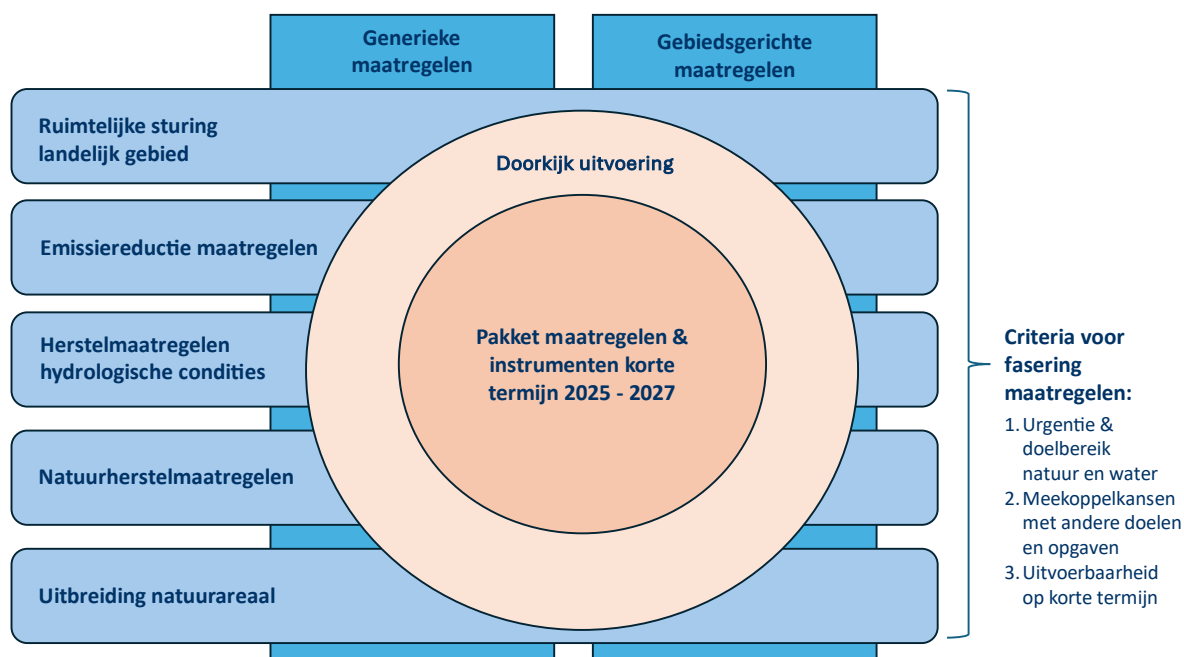 Generieke
maatregelen
Gebiedsgerichte
maatregelen
Ruimtelijke sturing
landelijk gebied
Doorkijk uitvoering
Emissiereductie maatregelen
Herstelmaatregelen
hydrologische condities
Pakket maatregelen &
instrumenten korte
termijn 2025 - 2027
Natuurherstelmaatregelen
Uitbreiding natuurareaal
Criteria voor
fasering
maatregelen:
1. Urgentie &
doelbereik
natuur en water
2. Meekoppelkansen
met andere doelen
en opgaven
3. Uitvoerbaarheid
op korte termijn